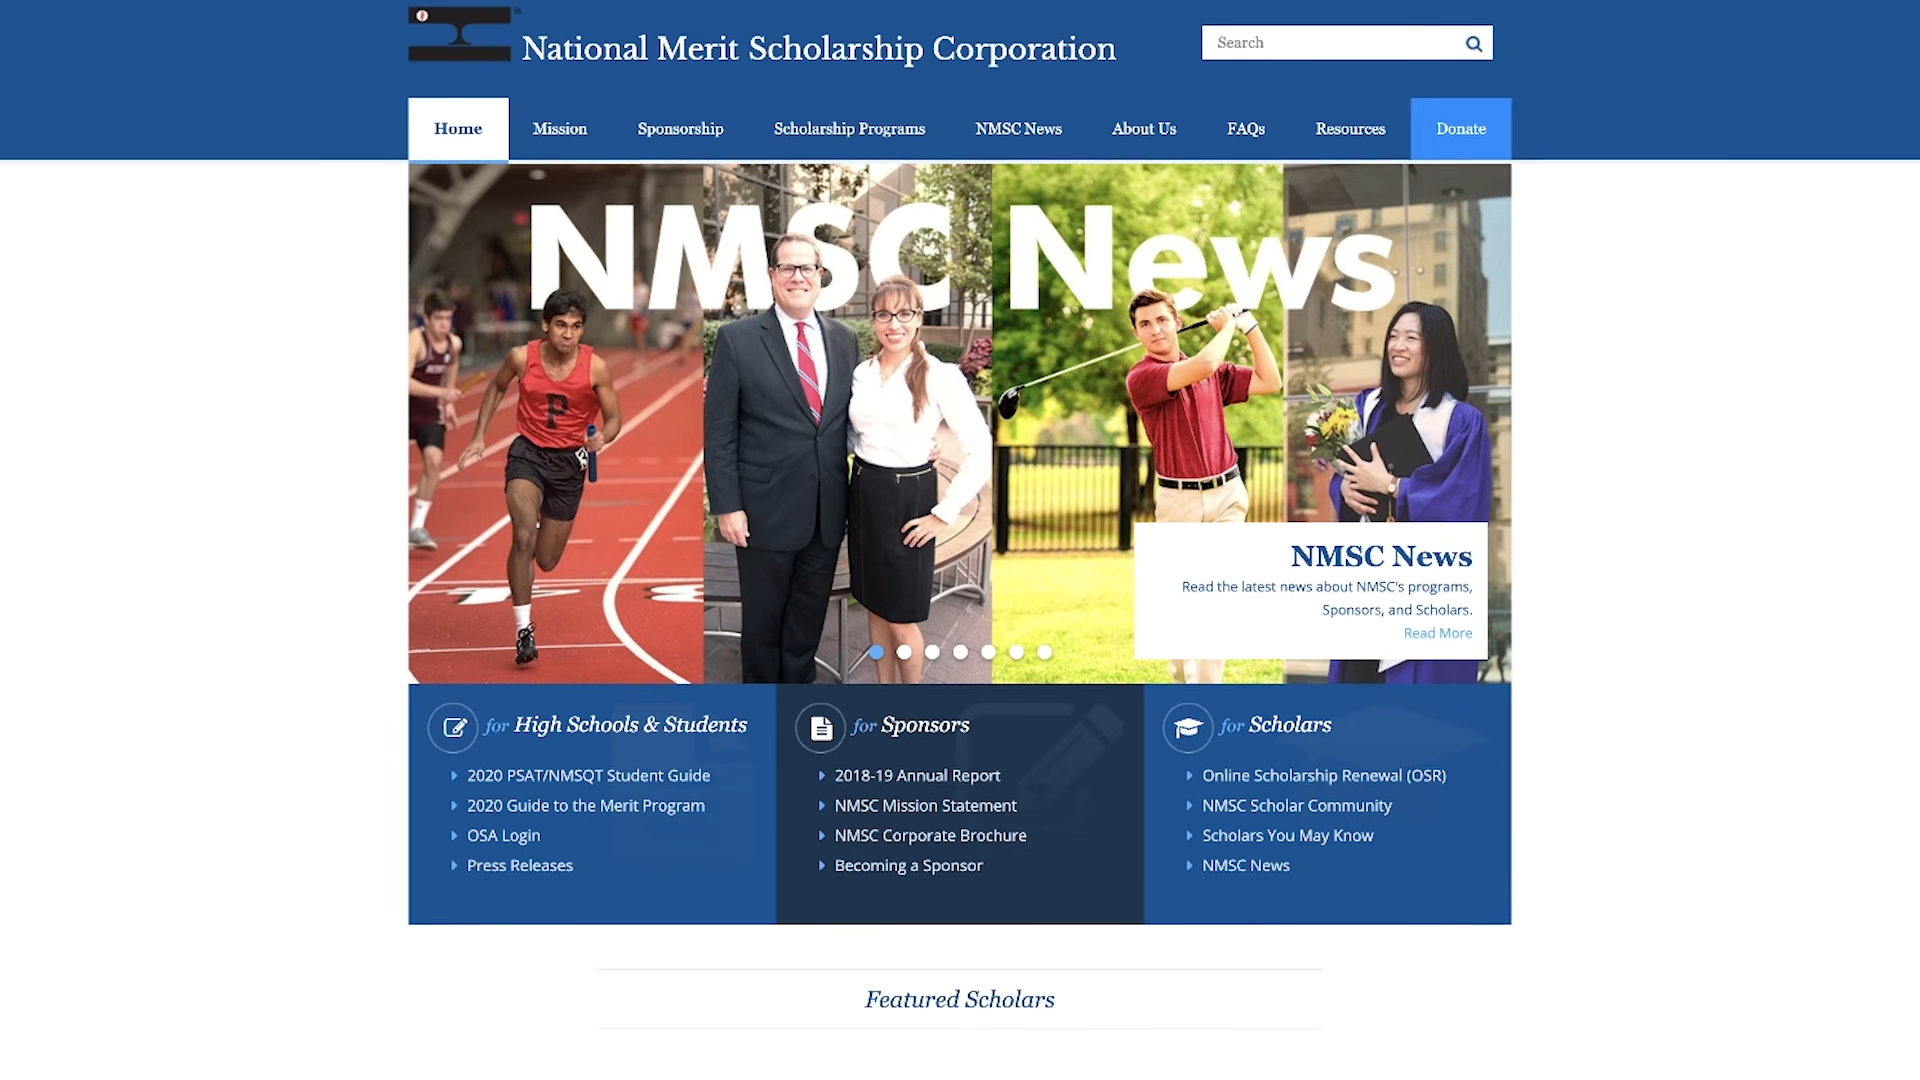 National Merit Scholarship Corporation
Search
Home
Mission
Sponsorship
Scholarship Programs
NMSC News
About Us
FAQs
Resources
Donate
NMSC News
P
NMSC News
Read the latest news about NMSC's programs,
Sponsors, and Scholars.
Read More
for High Schools & Students
2020 PSAT/NMSQT Student Guide
2020 Guide to the Merit Program
OSA Login
Press Releases
for Sponsors
2018-19 Annual Report
NMSC Mission Statement
NMSC Corporate Brochure
Becoming a Sponsor
for Scholars
Online Scholarship Renewal (OSR)
NMSC Scholar Community
Scholars You May Know
NMSC News
Featured Scholars